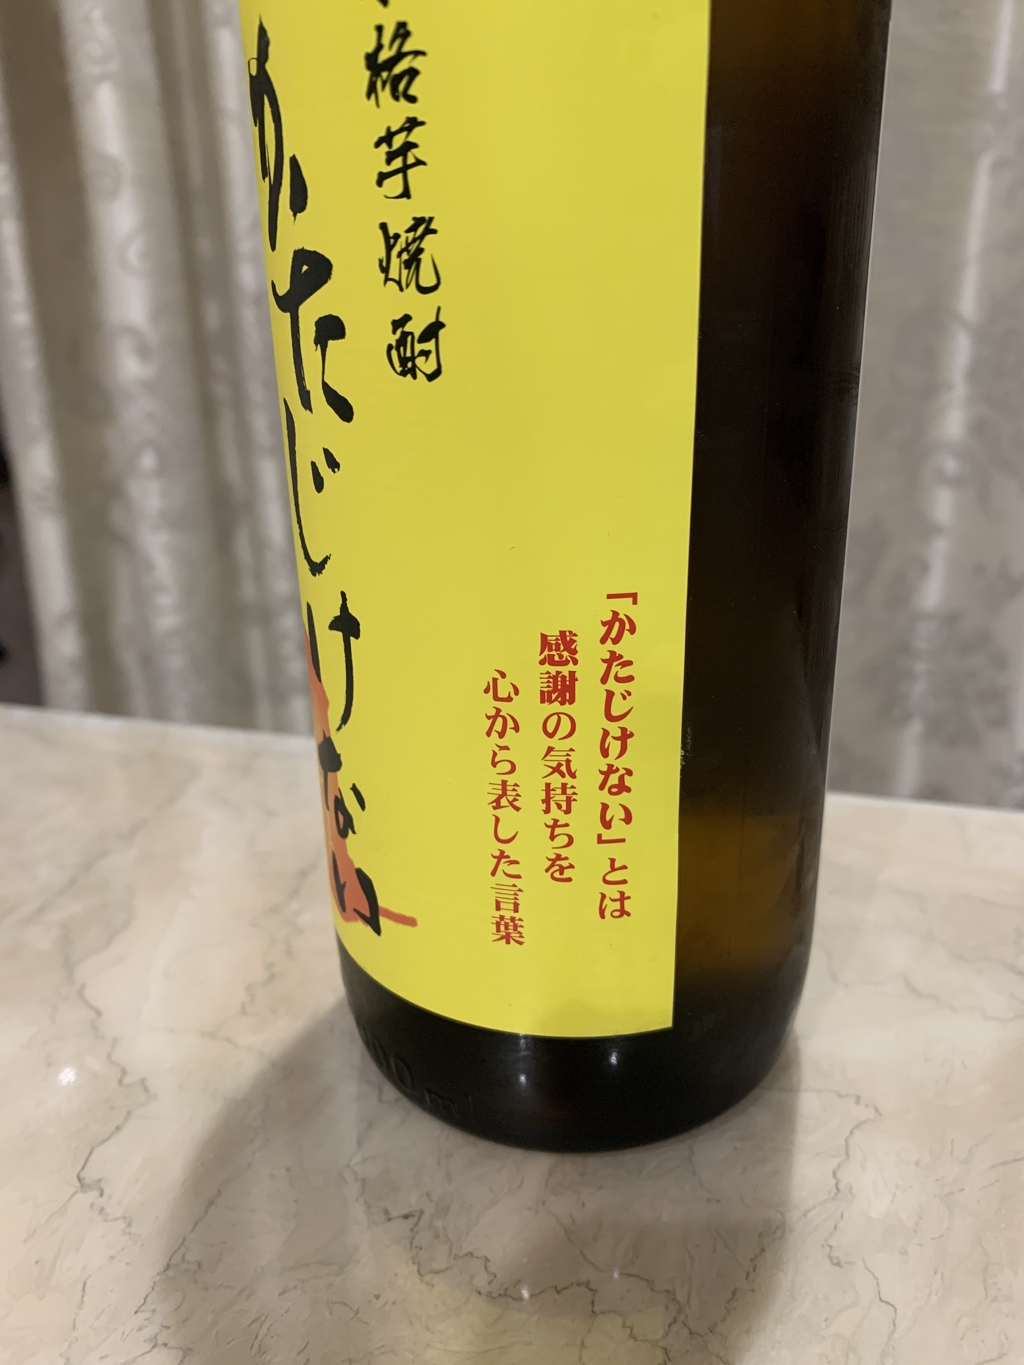 格芋焼酎
かたじけない
「かたじけない」とは
感謝の気持ちを
心から表した言葉
00ml